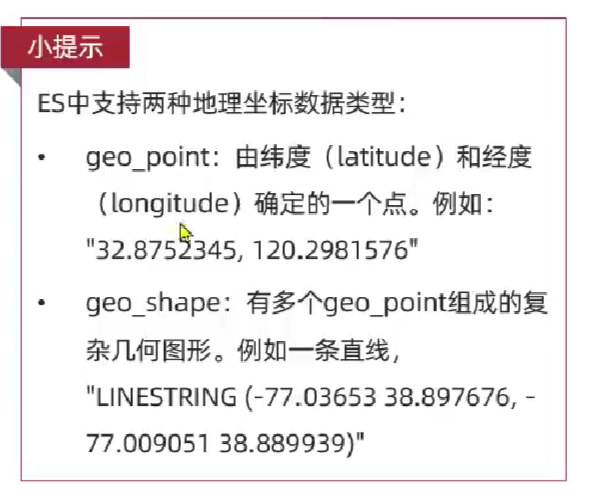 小提示
ES中支持两种地理坐标数据类型：
• geo_point：由纬度（latitude）和经度
（longitude）确定的一个点。例如：
"32.8752345, 120.2981576"
• geo_shape：有多个geo_point组成的复
杂几何图形。例如一条直线，
"LINESTRING (-77.03653 38.897676, -
77.009051 38.889939)"